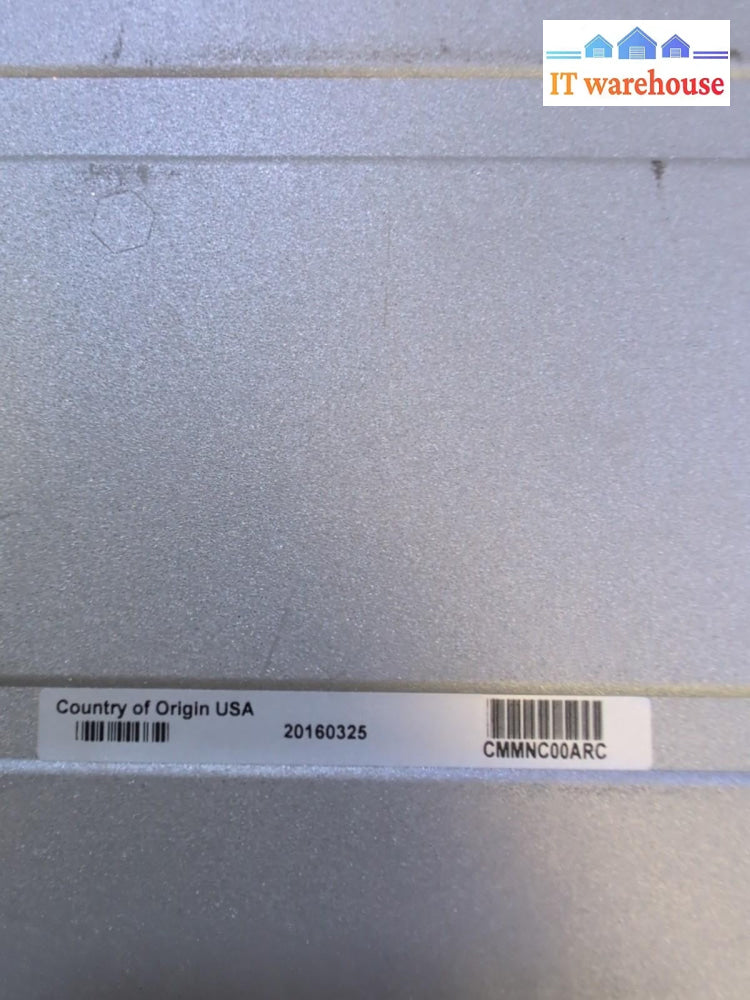 IT warehouse
Country of Origin USA
20160325
CMMNC00ARC